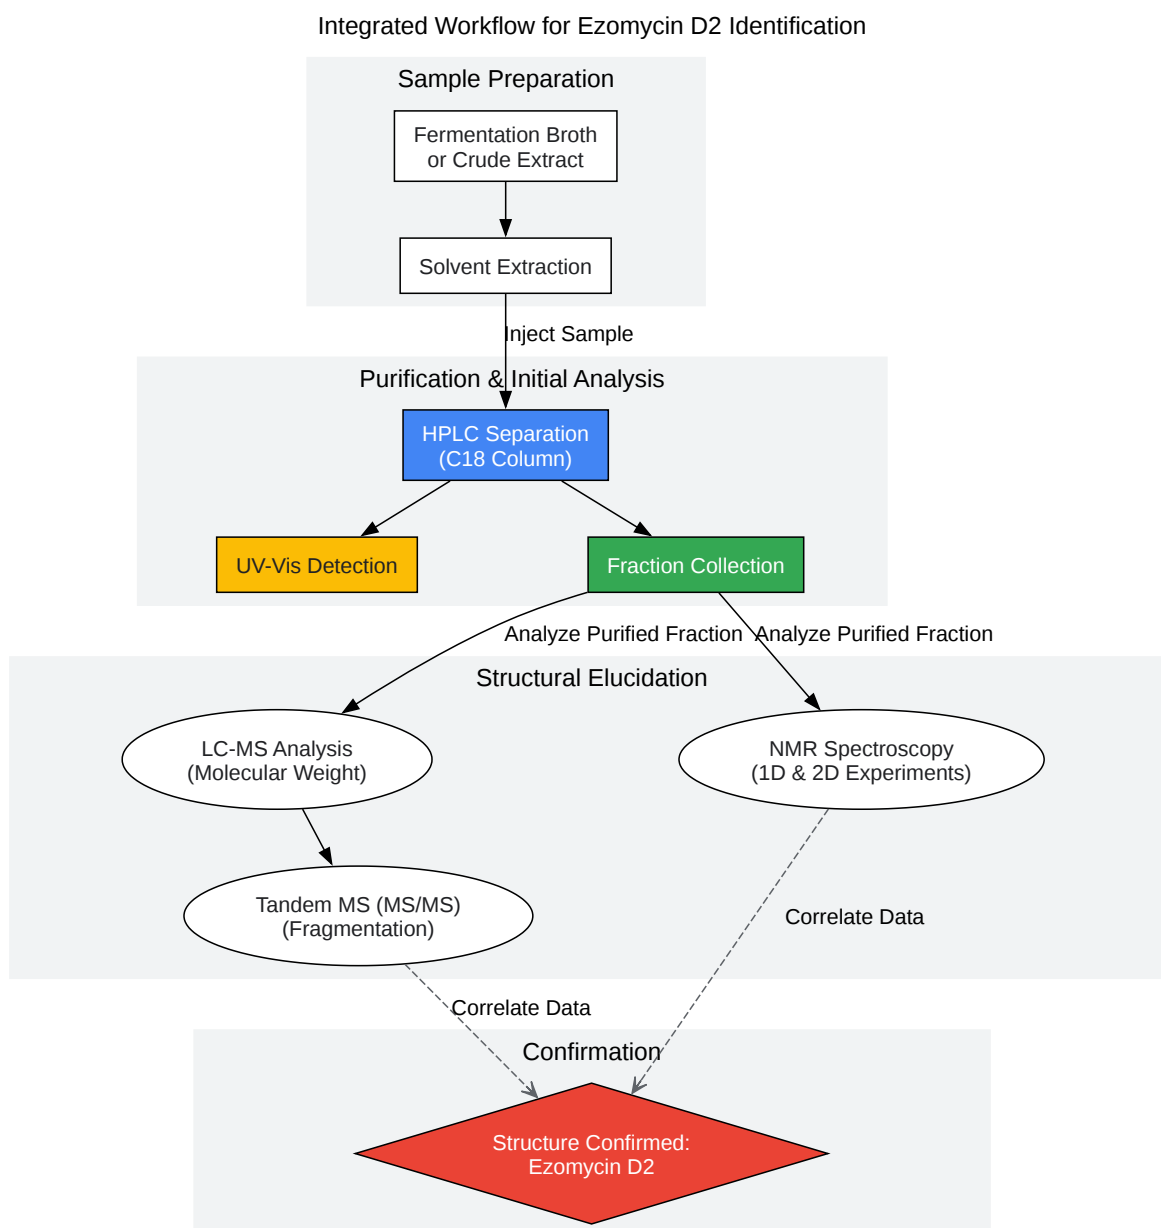 Integrated Workflow for Ezomycin D2 Identification
Sample Preparation
Fermentation Broth
or Crude Extract
Solvent Extraction
Inject Sample
Purification & Initial Analysis
HPLC Separation
(C18 Column)
UV-Vis Detection
Fraction Collection
Analyze Purified Fraction
Analyze Purified Fraction
Structural Elucidation
LC-MS Analysis
(Molecular Weight)
NMR Spectroscopy
(1D & 2D Experiments)
Tandem MS (MS/MS)
(Fragmentation)
Correlate Data
Correlate Data
Confirmation
Structure Confirmed:
Ezomycin D2